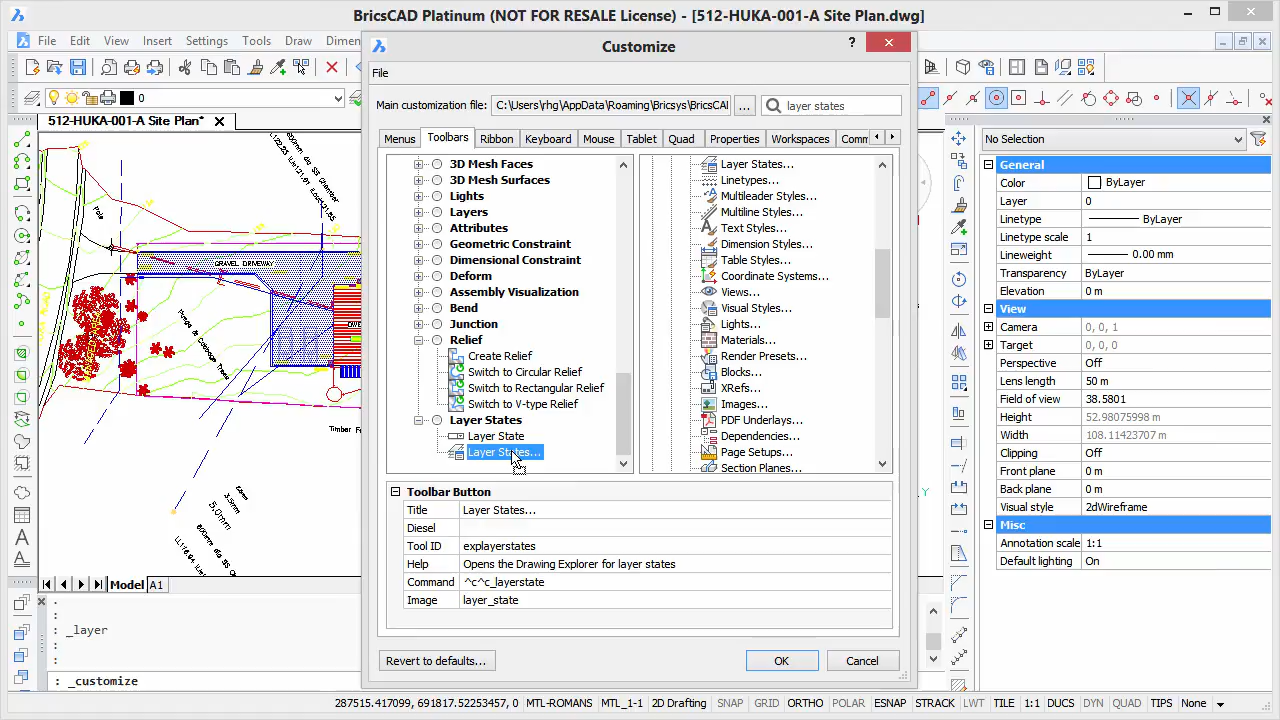 BricsCAD Platinum (NOT FOR RESALE License) - [512-HUKA-001-A Site Plan.dwg]
File Edit View Insert Settings Tools Draw Dimen
0
512-HUKA-001-A Site Plan*
GRAVEL DRIVEWAY
Pole
Hedge & Cabbage Trees
Timber F
Model A1
:
:
: _layer
:
:
: _customize
Customize
File
Main customization file: C:\Users\rhg\AppData\Roaming\Bricsys\BricsCAI ... layer states
Menus Toolbars Ribbon Keyboard Mouse Tablet Quad Properties Workspaces Comm
3D Mesh Faces
3D Mesh Surfaces
Lights
Layers
Attributes
Geometric Constraint
Dimensional Constraint
Deform
Assembly Visualization
Bend
Junction
Relief
Create Relief
Switch to Circular Relief
Switch to Rectangular Relief
Switch to V-type Relief
Layer States
Layer State
Layer States...
Layer States...
Linetypes...
Multileader Styles...
Multiline Styles...
Text Styles...
Dimension Styles...
Table Styles...
Coordinate Systems...
Views...
Visual Styles...
Lights...
Materials...
Render Presets...
Blocks...
XRefs...
Images...
PDF Underlays...
Dependencies...
Page Setups...
Section Planes...
Toolbar Button
Title Layer States...
Diesel
Tool ID explayerstates
Help Opens the Drawing Explorer for layer states
Command ^c^c_layerstate
Image layer_state
Revert to defaults... OK Cancel
Y
No Selection
General
Color ByLayer
Layer 0
Linetype ByLayer
Linetype scale 1
Lineweight 0.00 mm
Transparency ByLayer
Elevation 0 m
View
Camera 0, 0, 1
Target 0, 0, 0
Perspective Off
Lens length 50 m
Field of view 38.5801
Height 52.98075998 m
Width 108.11423707 m
Clipping Off
Front plane 0 m
Back plane 0 m
Visual style 2dWireframe
Misc
Annotation scale 1:1
Default lighting On
287515.417099, 691817.52253457, 0 MTL-ROMANS MTL_1-1 2D Drafting SNAP GRID ORTHO POLAR ESNAP STRACK LWT TILE 1:1 DUCS DYN QUAD TIPS None